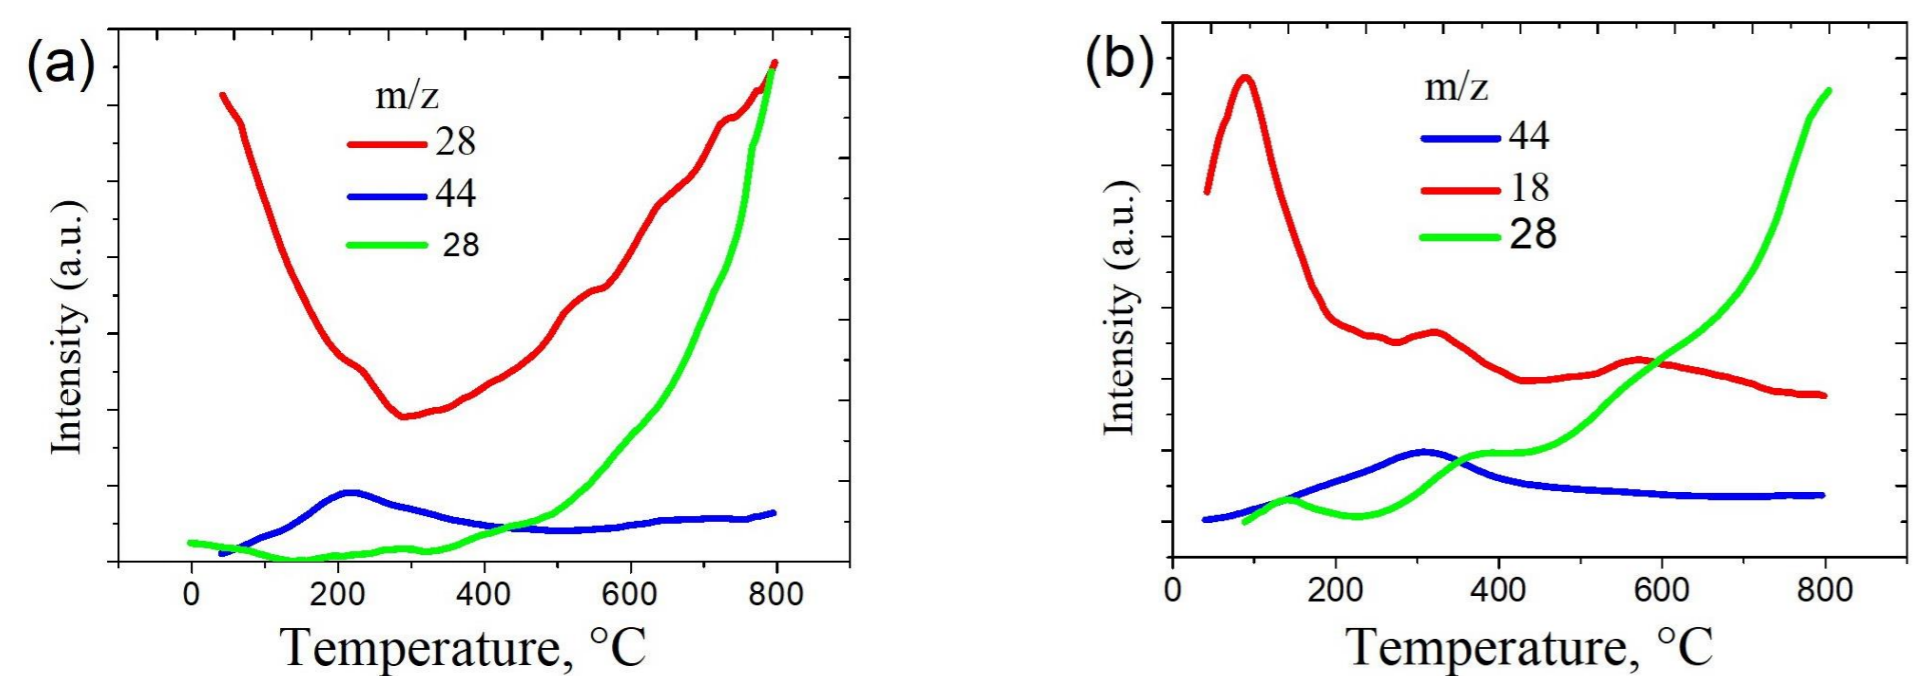 (a)
m/z
28
44
28
Intensity (a.u.)
0 200 400 600 800
Temperature, °C
(b)
m/z
44
18
28
Intensity (a.u.)
0 200 400 600 800
Temperature, °C